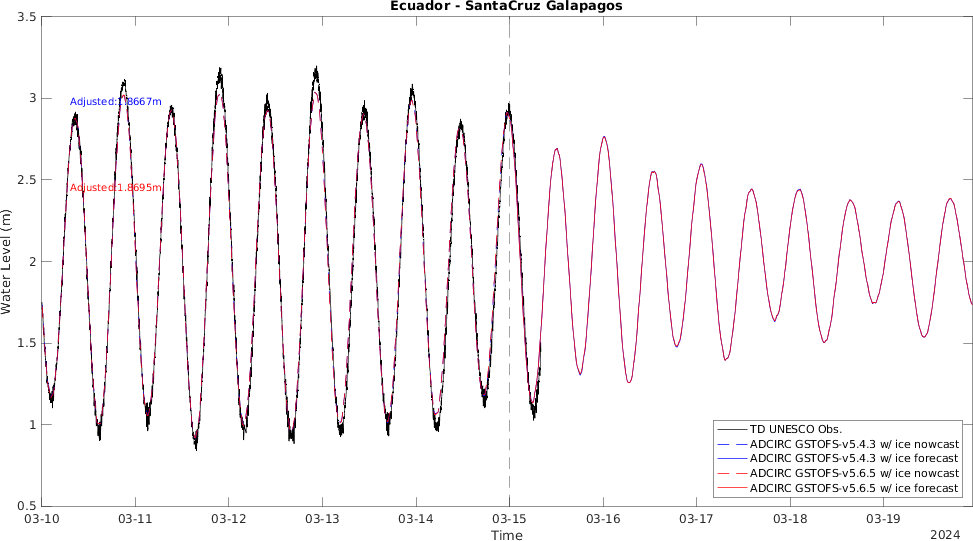 Ecuador - SantaCruz Galapagos
3.5
3
2.5
2
1.5
1
0.5
Water Level (m)
Adjusted:1.8667m
Adjusted:1.8695m
TD UNESCO Obs.
ADCIRC GSTOFS-v5.4.3 w/ ice nowcast
ADCIRC GSTOFS-v5.4.3 w/ ice forecast
ADCIRC GSTOFS-v5.6.5 w/ ice nowcast
ADCIRC GSTOFS-v5.6.5 w/ ice forecast
03-10 03-11 03-12 03-13 03-14 03-15 03-16 03-17 03-18 03-19
Time
2024